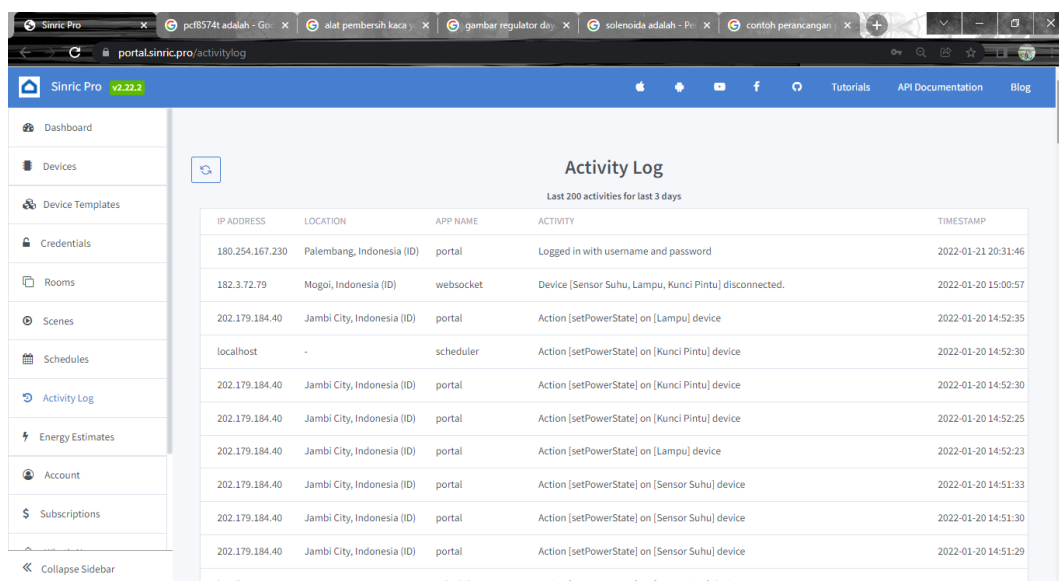 Sinric Pro
pcf8574t adalah - Goo
alat pembersih kaca y
gambar regulator day
solenoida adalah - Pe
contoh perancangan
portal.sinric.pro/activitylog
Sinric Pro v2.22.2 Tutorials API Documentation Blog
Dashboard
Devices
Device Templates
Credentials
Rooms
Scenes
Schedules
Activity Log
Energy Estimates
Account
Subscriptions
Collapse Sidebar
Activity Log
Last 200 activities for last 3 days
IP ADDRESS LOCATION APP NAME ACTIVITY TIMESTAMP
180.254.167.230 Palembang, Indonesia (ID) portal Logged in with username and password 2022-01-21 20:31:46
182.3.72.79 Mogoi, Indonesia (ID) websocket Device [Sensor Suhu, Lampu, Kunci Pintu] disconnected. 2022-01-20 15:00:57
202.179.184.40 Jambi City, Indonesia (ID) portal Action [setPowerState] on [Lampu] device 2022-01-20 14:52:35
localhost - scheduler Action [setPowerState] on [Kunci Pintu] device 2022-01-20 14:52:30
202.179.184.40 Jambi City, Indonesia (ID) portal Action [setPowerState] on [Kunci Pintu] device 2022-01-20 14:52:30
202.179.184.40 Jambi City, Indonesia (ID) portal Action [setPowerState] on [Kunci Pintu] device 2022-01-20 14:52:25
202.179.184.40 Jambi City, Indonesia (ID) portal Action [setPowerState] on [Lampu] device 2022-01-20 14:52:23
202.179.184.40 Jambi City, Indonesia (ID) portal Action [setPowerState] on [Sensor Suhu] device 2022-01-20 14:51:33
202.179.184.40 Jambi City, Indonesia (ID) portal Action [setPowerState] on [Sensor Suhu] device 2022-01-20 14:51:30
202.179.184.40 Jambi City, Indonesia (ID) portal Action [setPowerState] on [Sensor Suhu] device 2022-01-20 14:51:29